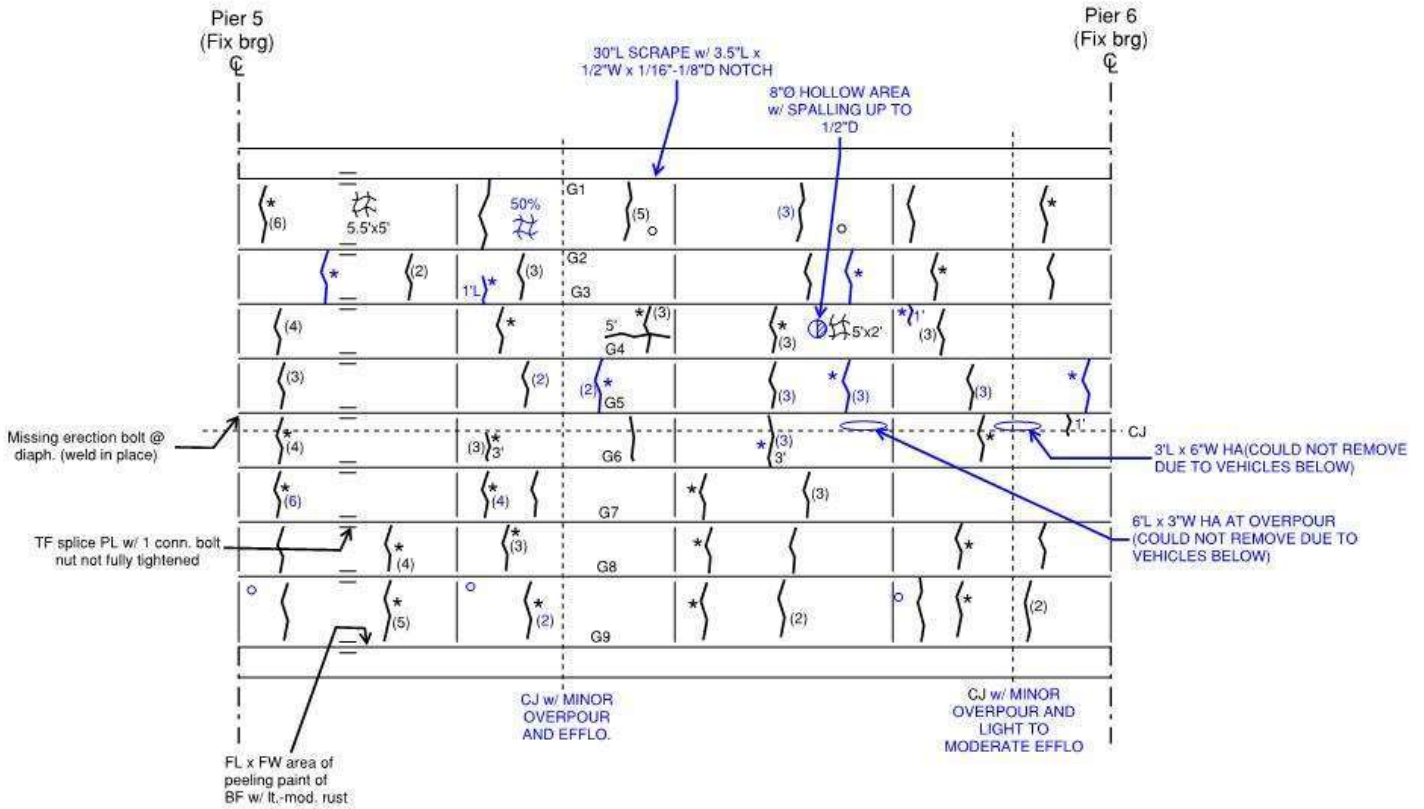 Pier 5
(Fix brg)
℄
Pier 6
(Fix brg)
℄
30"L SCRAPE w/ 3.5"L x
1/2"W x 1/16"-1/8"D NOTCH
8"Ø HOLLOW AREA
w/ SPALLING UP TO
1/2"D
G1
*
(6)
5.5'x5'
50%
(5)
(3)
*
G2
*
(2)
1'L
*
(3)
G3
*
*
(4)
*
5'
*
(3)
G4
*
(3)
5'x2'
*
1'
(3)
(3)
(2)
(2)
*
G5
(3)
*
(3)
(3)
*
Missing erection bolt @
diaph. (weld in place)
*
(4)
(3)
*
3'
G6
*
(3)
3'
*
1'
CJ
3'L x 6"W HA(COULD NOT REMOVE
DUE TO VEHICLES BELOW)
*
(6)
*
(4)
G7
*
(3)
6'L x 3"W HA AT OVERPOUR
(COULD NOT REMOVE DUE TO
VEHICLES BELOW)
TF splice PL w/ 1 conn. bolt
nut not fully tightened
*
(4)
*
(3)
G8
*
*
*
(5)
*
(2)
G9
*
(2)
*
(2)
CJ w/ MINOR
OVERPOUR
AND EFFLO.
CJ w/ MINOR
OVERPOUR AND
LIGHT TO
MODERATE EFFLO
FL x FW area of
peeling paint of
BF w/ lt.-mod. rust